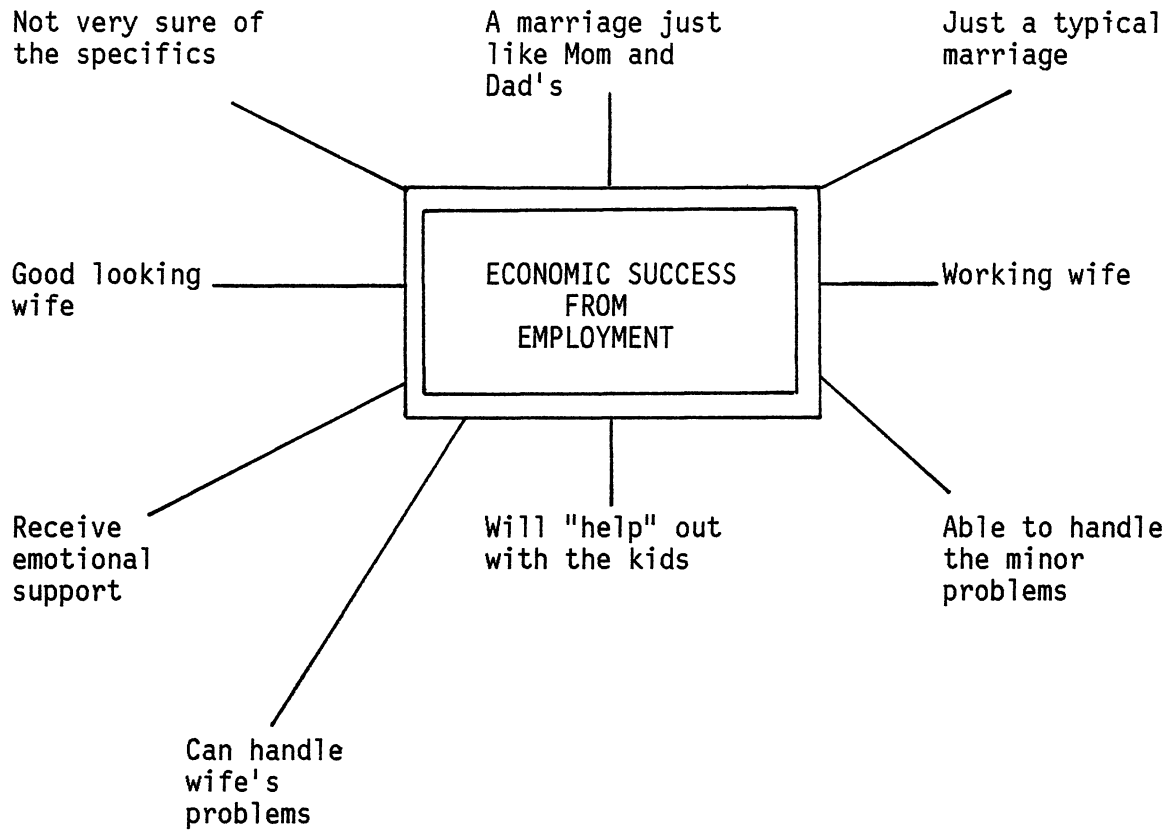 Not very sure of
the specifics
A marriage just
like Mom and
Dad's
Just a typical
marriage
Good looking
wife
ECONOMIC SUCCESS
FROM
EMPLOYMENT
Working wife
Receive
emotional
support
Will "help" out
with the kids
Able to handle
the minor
problems
Can handle
wife's
problems